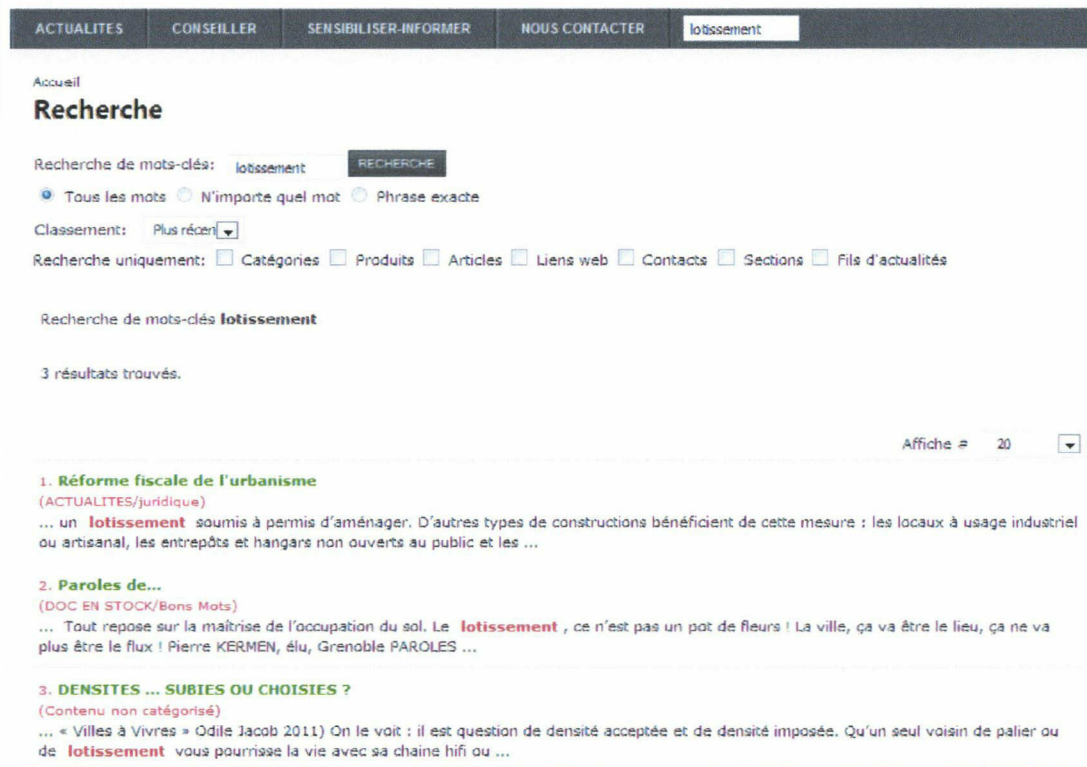 ACTUALITES CONSEILLER SENSIBILISER-INFORMER NOUS CONTACTER lotissement
Accueil
Recherche
Recherche de mots-clés: lotissement RECHERCHE
Tous les mots N'importe quel mot Phrase exacte
Classement: Plus récen
Recherche uniquement: Catégories Produits Articles Liens web Contacts Sections Fils d'actualités
Recherche de mots-clés lotissement
3 résultats trouvés.
Affiche # 20
1. Réforme fiscale de l'urbanisme
(ACTUALITES/juridique)
... un lotissement soumis à permis d'aménager. D'autres types de constructions bénéficient de cette mesure : les locaux à usage industriel
ou artisanal, les entrepôts et hangars non ouverts au public et les ...
2. Paroles de...
(DOC EN STOCK/Bons Mots)
... Tout repose sur la maîtrise de l'occupation du sol. Le lotissement , ce n'est pas un pot de fleurs ! La ville, ça va être le lieu, ça ne va
plus être le flux ! Pierre KERMEN, élu, Grenoble PAROLES ...
3. DENSITES ... SUBIES OU CHOISIES ?
(Contenu non catégorisé)
... « Villes à Vivres » Odile Jacob 2011) On le voit : il est question de densité acceptée et de densité imposée. Qu'un seul voisin de palier ou
de lotissement vous pourrisse la vie avec sa chaine hifi ou ...